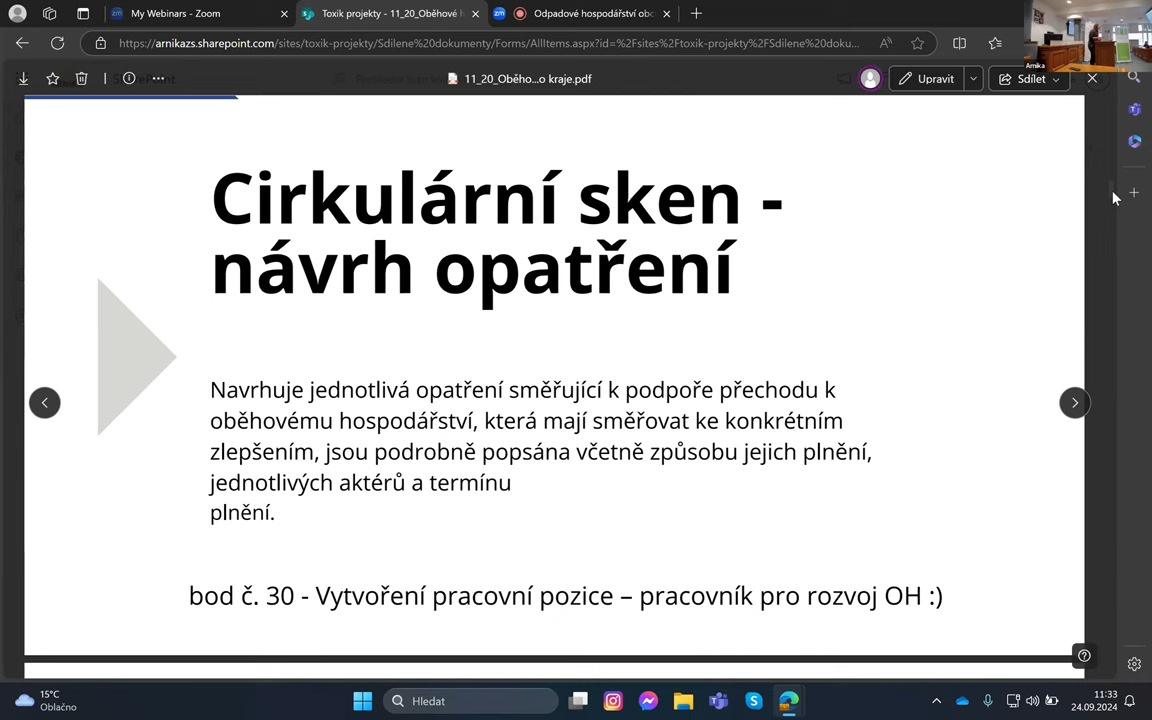 My Webinars - Zoom
Toxik projekty - 11_20_Oběhové h
Odpadové hospodářství obc
https://arnikazs.sharepoint.com/sites/toxik-projekty/Sdilene%20dokumenty/Forms/AllItems.aspx?id=%2Fsites%2Ftoxik-projekty%2FSdilene%20doku...
Arnika
11_20_Oběho...o kraje.pdf
Upravit
Sdílet
Cirkulární sken -
návrh opatření
Navrhuje jednotlivá opatření směřující k podpoře přechodu k
oběhovému hospodářství, která mají směřovat ke konkrétním
zlepšením, jsou podrobně popsána včetně způsobu jejich plnění,
jednotlivých aktérů a termínu
plnění.
bod č. 30 - Vytvoření pracovní pozice – pracovník pro rozvoj OH :)
15°C
Oblačno
Hledat
11:33
24.09.2024